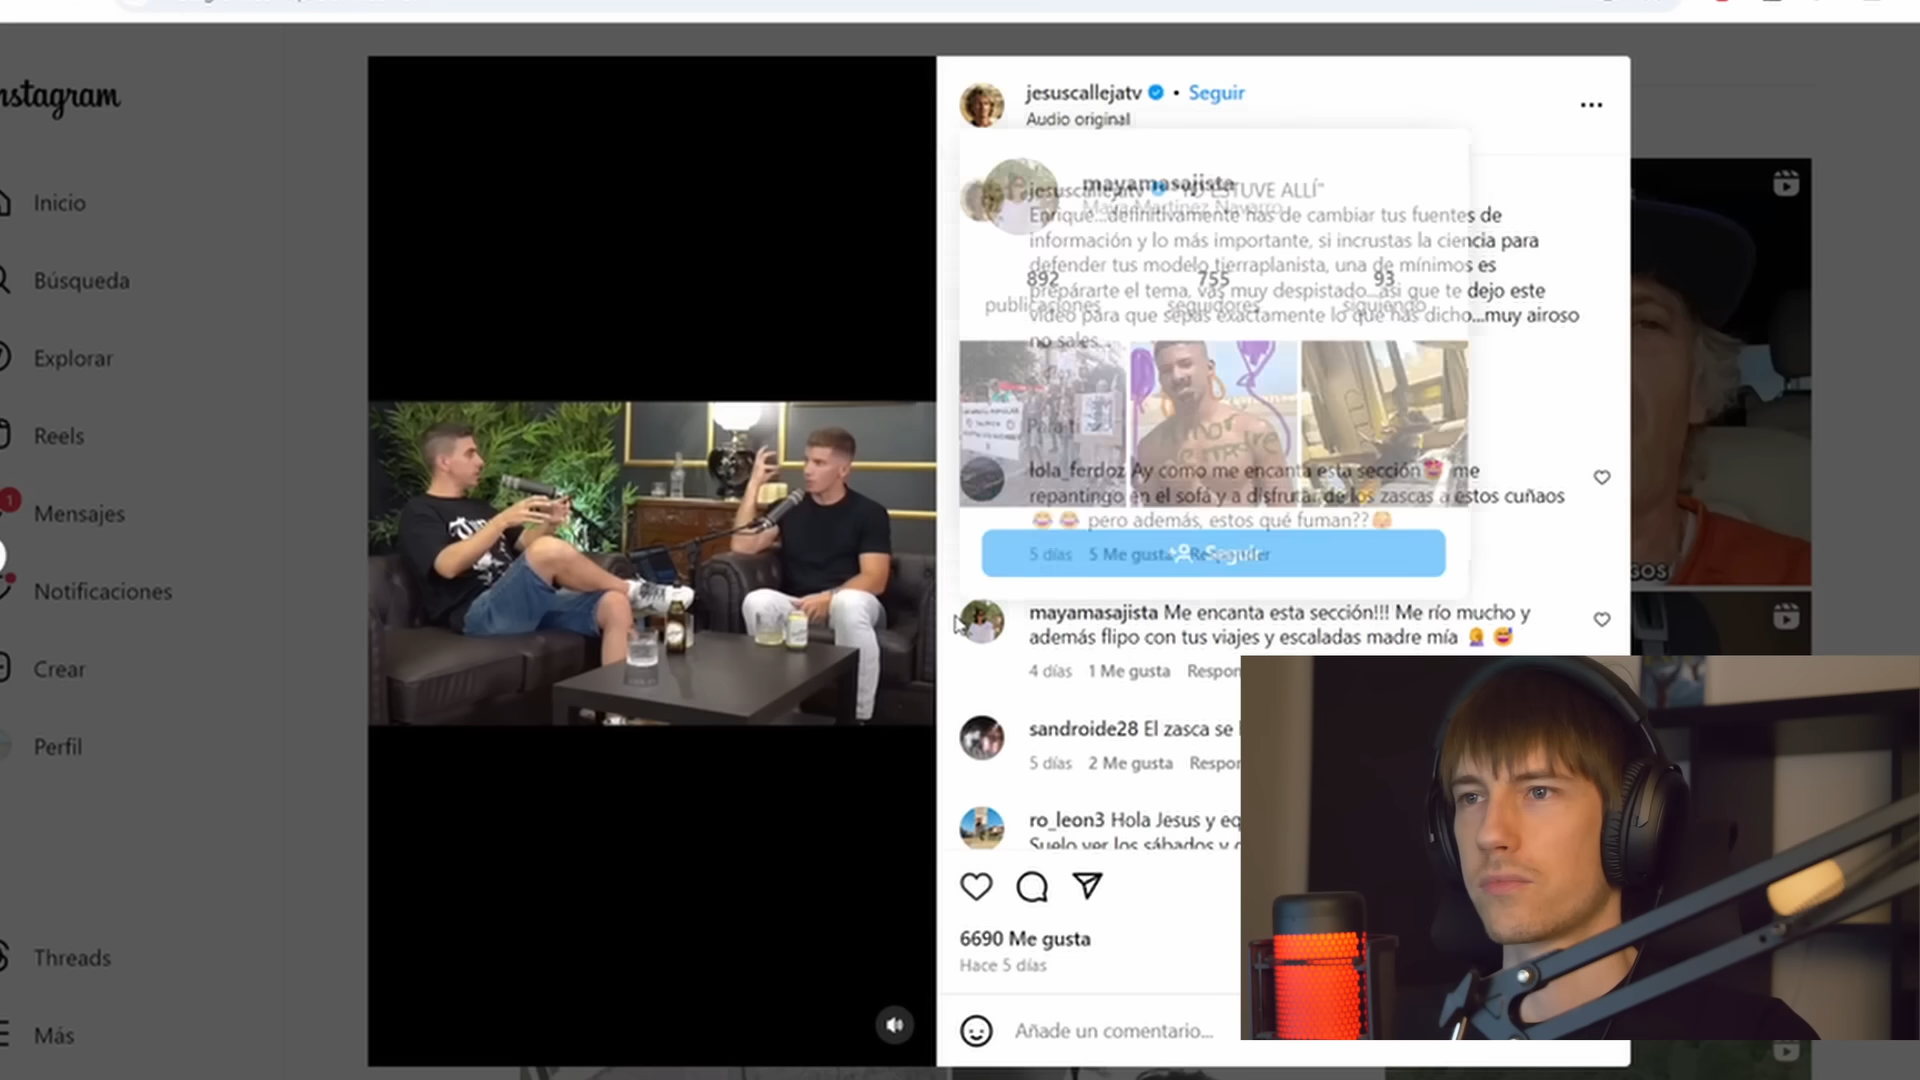 nstagram
Inicio
Búsqueda
Explorar
Reels
1
Mensajes
Notificaciones
Crear
Perfil
Threads
Más
jesuscallejatv • Seguir
Audio original
mayamasajista
Maya Martinez Navarro
jesuscallejatv "YO ESTUVE ALLÍ"
Enrique...definitivamente has de cambiar tus fuentes de
información y lo más importante, si incrustas la ciencia para
defender tus modelo tierraplanista, una de mínimos es
prepárarte el tema, vas muy despistado...asi que te dejo este
vídeo para que sepas exactamente lo que has dicho...muy airoso
no sales...
892 755 93
publicaciones seguidores siguiendo
Para ti
lola_ferdoz Ay como me encanta esta sección 🤩 me
repantingo en el sofá y a disfrutar de los zascas a estos cuñaos
😂 😂 pero además, estos qué fuman??
5 días 5 Me gusta Responder
Seguir
mayamasajista Me encanta esta sección!!! Me río mucho y
además flipo con tus viajes y escaladas madre mía 🤦 😅
4 días 1 Me gusta Respon
sandroide28 El zasca se
5 días 2 Me gusta Respon
ro_leon3 Hola Jesus y eq
Suelo ver los sábados y
6690 Me gusta
Hace 5 días
Añade un comentario...